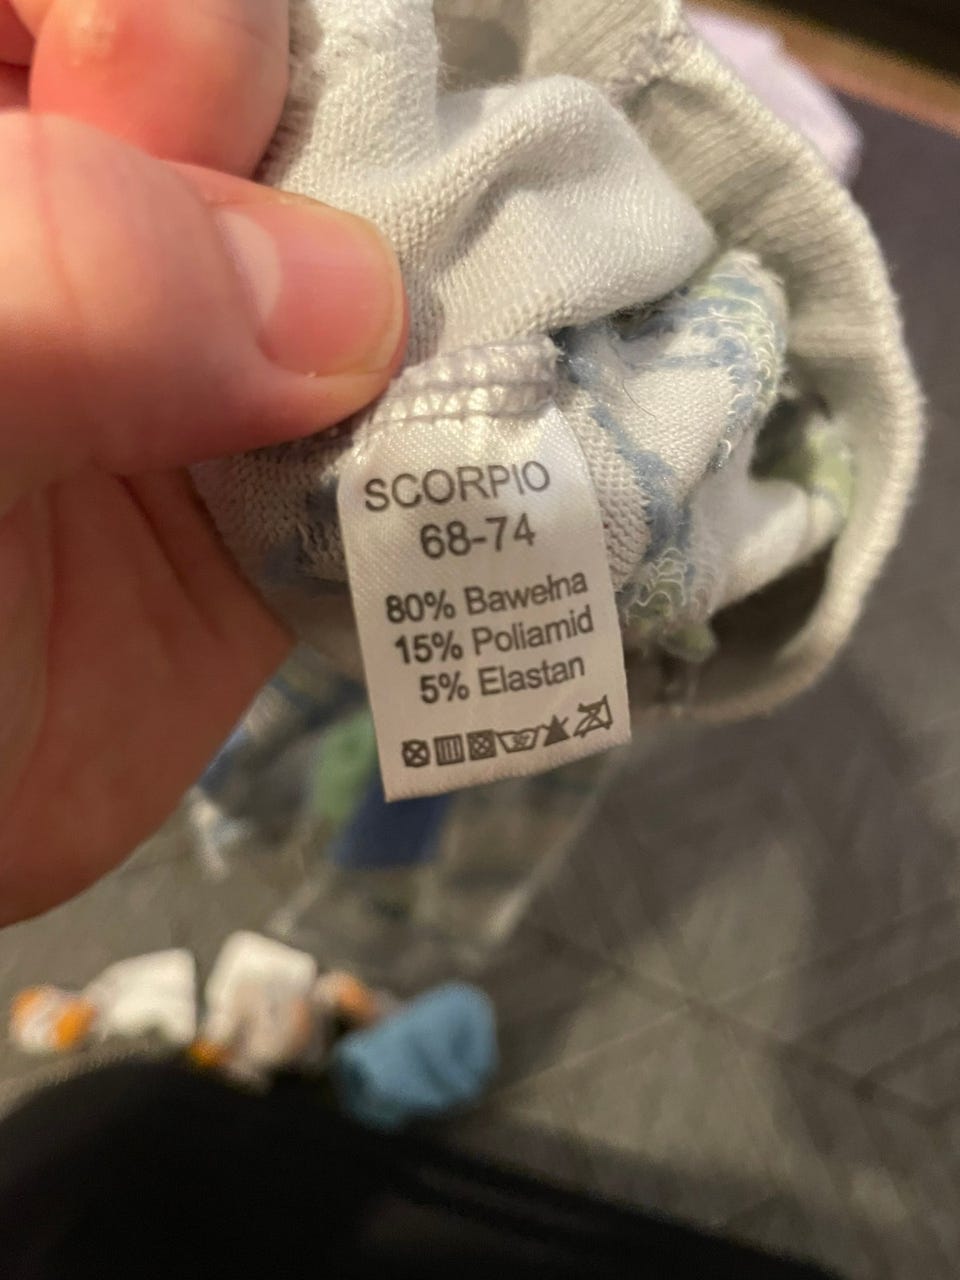 SCORPIO
68-74
80% Bawełna
15% Poliamid
5% Elastan